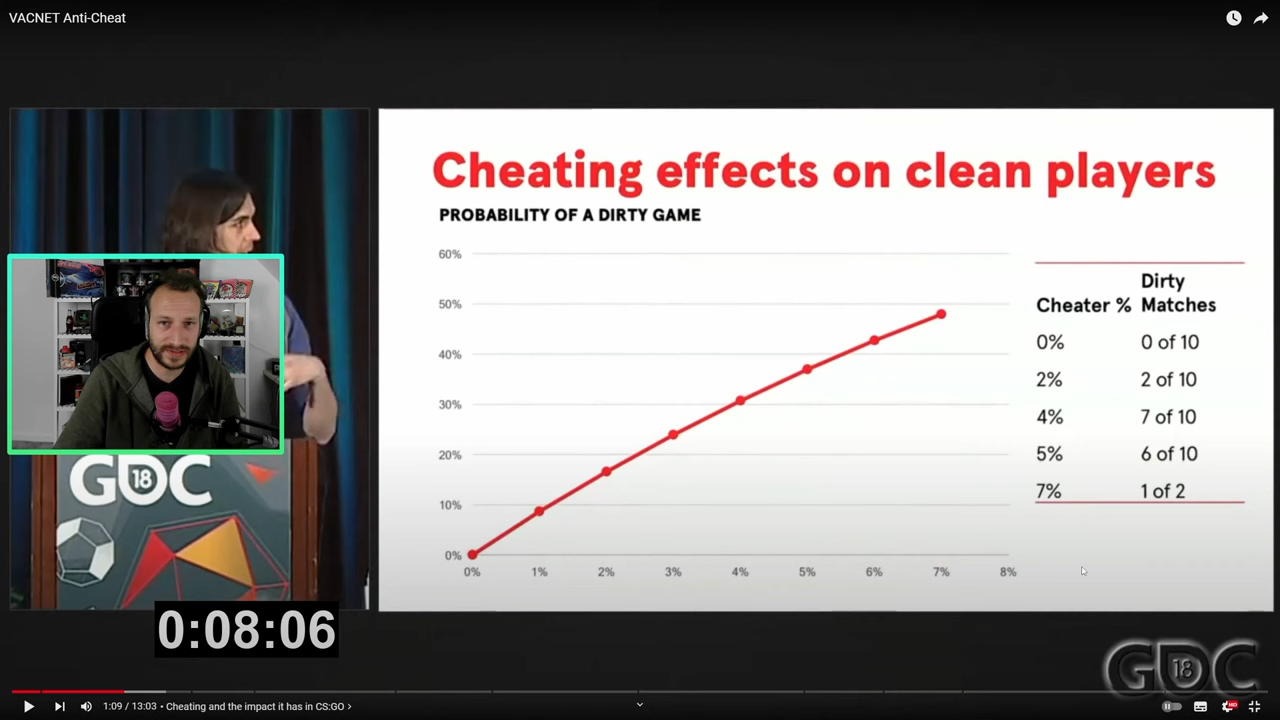 VACNET Anti-Cheat
Cheating effects on clean players
PROBABILITY OF A DIRTY GAME
60%
50%
40%
30%
20%
10%
0%
0% 1% 2% 3% 4% 5% 6% 7% 8%
Cheater % Dirty Matches
0% 0 of 10
2% 2 of 10
4% 7 of 10
5% 6 of 10
7% 1 of 2
GDC 18
0:08:06
GDC 18
1:09 / 13:03 • Cheating and the impact it has in CS:GO >
HD